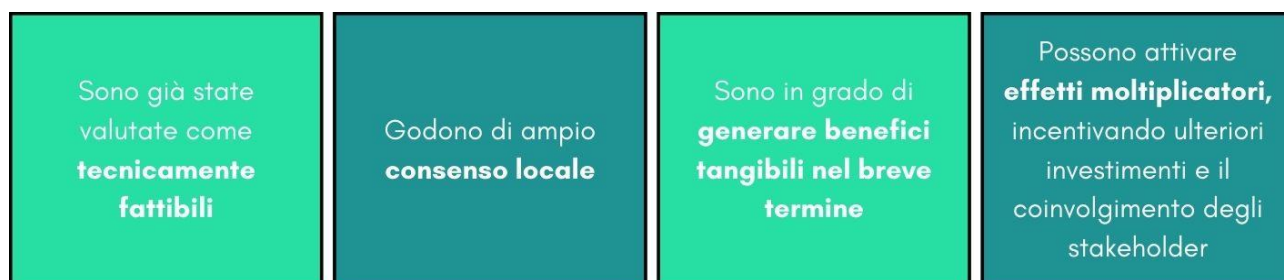 Sono già state
valutate come
tecnicamente
fattibili
Godono di ampio
consenso locale
Sono in grado di
generare benefici
tangibili nel breve
termine
Possono attivare
effetti moltiplicatori,
incentivando ulteriori
investimenti e il
coinvolgimento degli
stakeholder